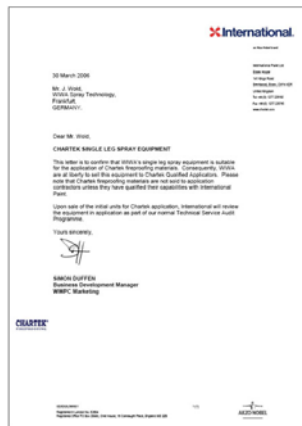 International.
30 March 2006
Mr. J. Wold,
WIWA Spray Technology,
Frankfurt,
GERMANY.
Dear Mr. Wold,
CHARTEK SINGLE LEG SPRAY EQUIPMENT
This letter is to confirm that WIWA's single leg spray equipment is suitable
for the application of Chartek fireproofing materials. Consequently, WIWA
are at liberty to sell this equipment to Chartek Qualified Applicators. Please
note that Chartek fireproofing materials are not sold to application
contractors unless they have qualified their capabilities with International
Paint.
Upon sale of the initial units for Chartek application, International will review
the equipment in application as part of our normal Technical Service Audit
Programme.
Yours sincerely,
SIMON DUFFEN
Business Development Manager
WMPC Marketing
CHARTEK
AKZO NOBEL